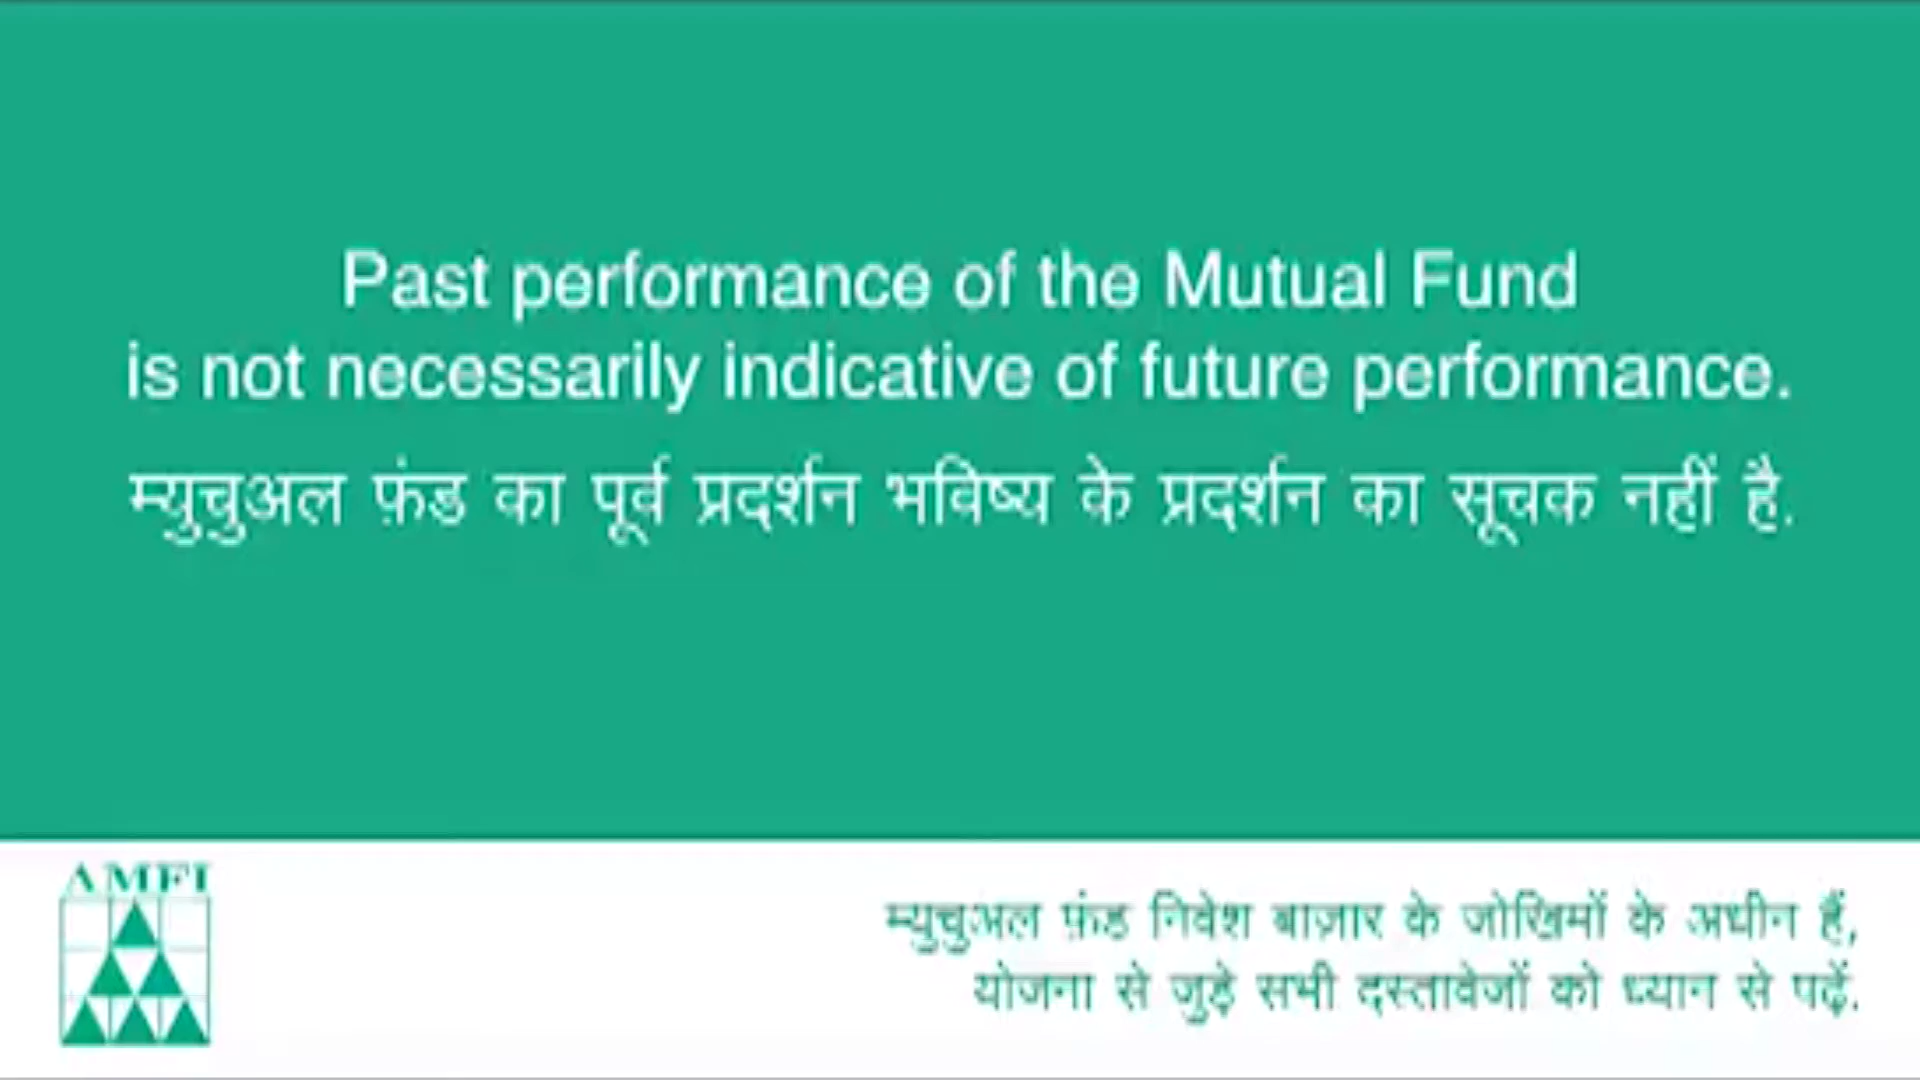 Past performance of the Mutual Fund
is not necessarily indicative of future performance.
म्युचुअल फ़ंड का पूर्व प्रदर्शन भविष्य के प्रदर्शन का सूचक नहीं है.
AMFI
म्युचुअल फ़ंड निवेश बाज़ार के जोखिमों के अधीन हैं,
योजना से जुड़े सभी दस्तावेजों को ध्यान से पढ़ें.